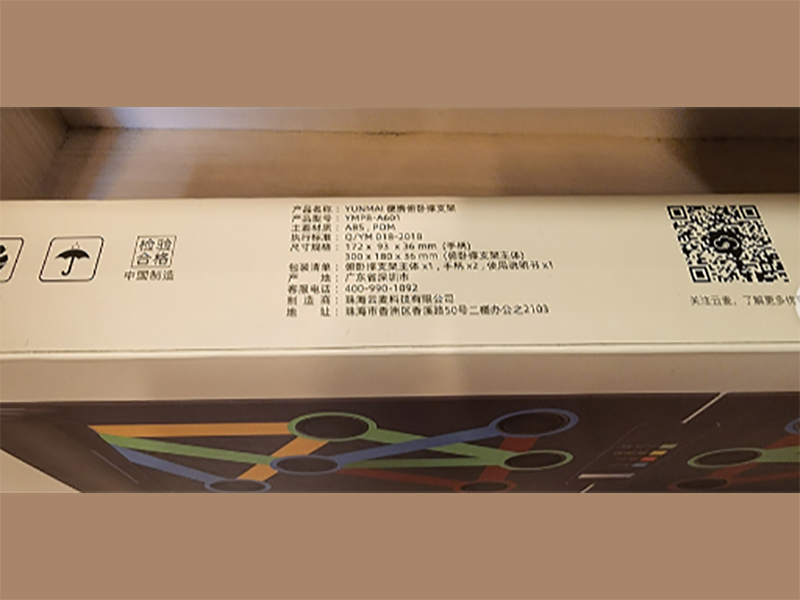 检验
合格
中国制造
产品名称： YUNMAI 便携俯卧撑支架
产品型号： YMPB-A601
主要材质： ABS , POM
执行标准： Q/YM 018-2018
尺寸规格： 172 x 93 x 36 mm (手柄)
300 x 180 x 36 mm (俯卧撑支架主体)
包装清单： 俯卧撑支架主体 x1 , 手柄 x2 , 使用说明书 x1
产 地： 广东省深圳市
客服电话： 400-990-1892
制 造 商： 珠海云麦科技有限公司
地 址： 珠海市香洲区香溪路50号二楼办公之2103
关注云麦，了解更多